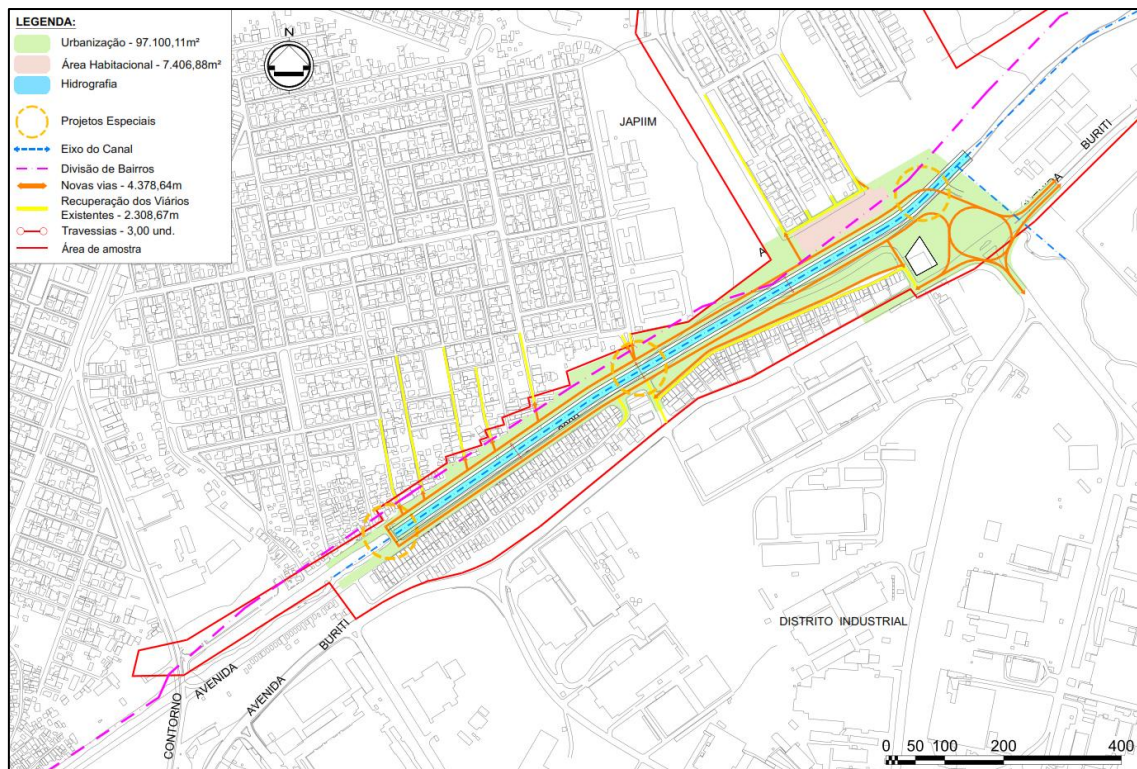 LEGENDA:
Urbanização - 97.100,11m²
Área Habitacional - 7.406,88m²
Hidrografia
Projetos Especiais
Eixo do Canal
Divisão de Bairros
Novas vias - 4.378,64m
Recuperação dos Viários
Existentes - 2.308,67m
Travessias - 3,00 und.
Área de amostra
N
JAPIIM
BURITI
A
DISTRITO INDUSTRIAL
BURITI
AVENIDA
AVENIDA
CONTORNO
0 50 100 200 400